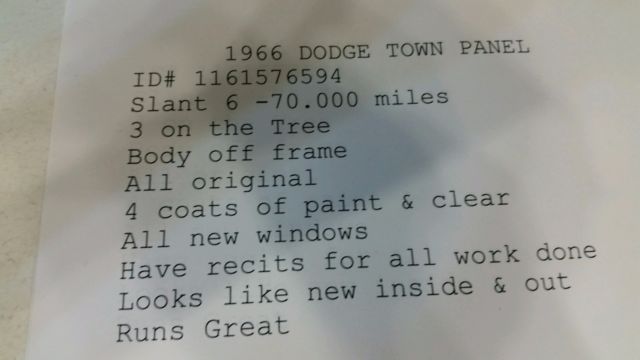 1966 DODGE TOWN PANEL
ID# 1161576594
Slant 6 -70.000 miles
3 on the Tree
Body off frame
All original
4 coats of paint & clear
All new windows
Have recits for all work done
Looks like new inside & out
Runs Great